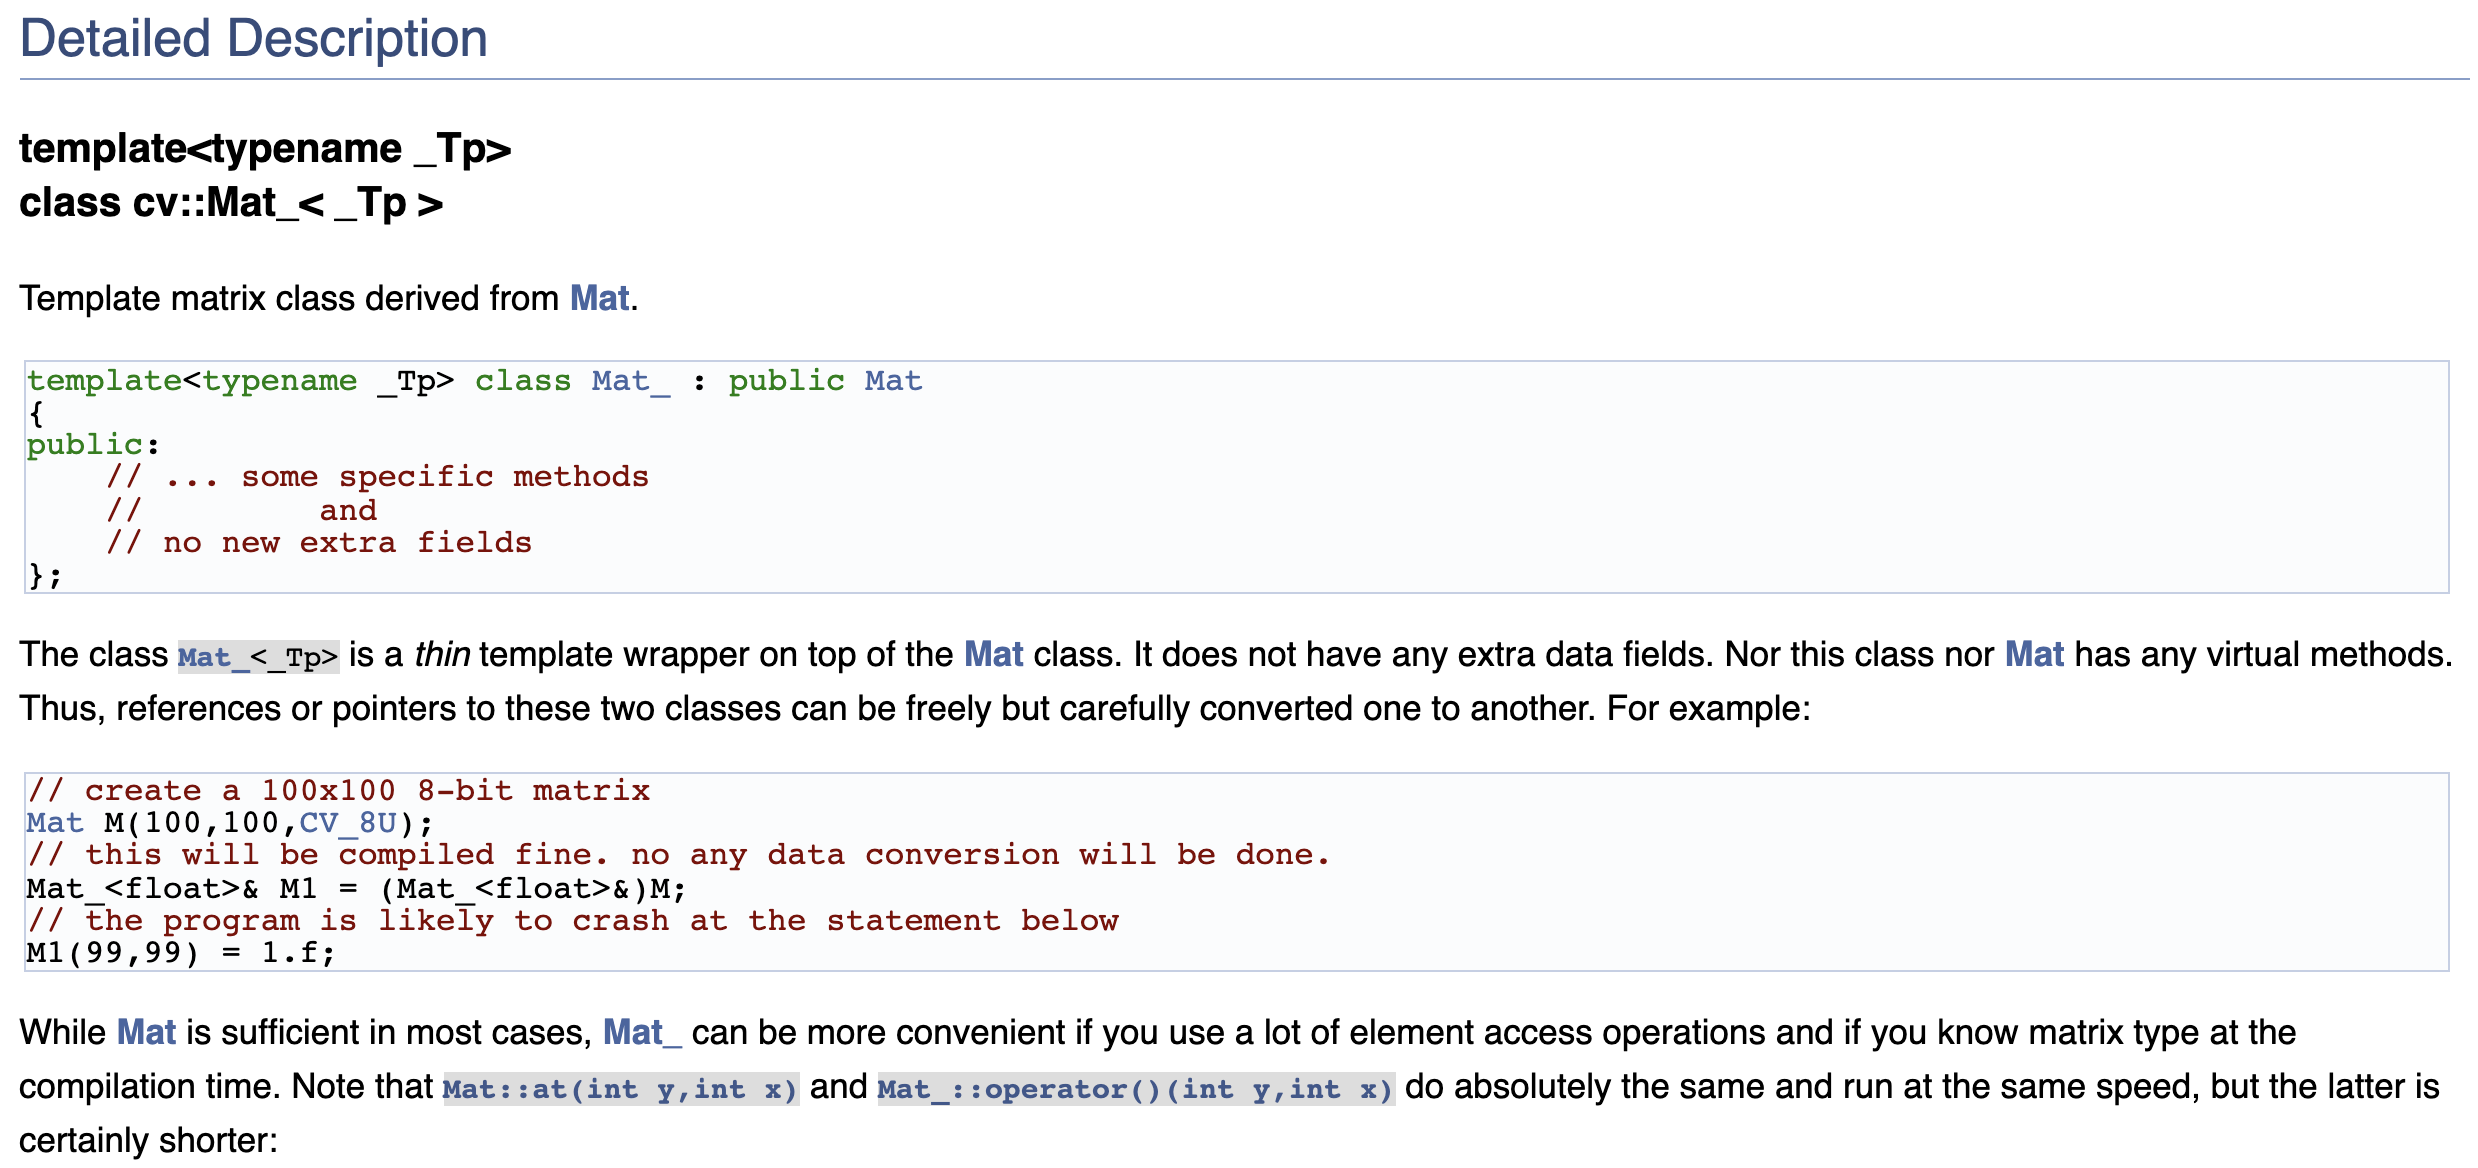 Detailed Description
template<typename _Tp>
class cv::Mat_< _Tp >
Template matrix class derived from Mat.
template<typename _Tp> class Mat_ : public Mat
{
public:
    // ... some specific methods
    //         and
    // no new extra fields
};
The class Mat_<_Tp> is a thin template wrapper on top of the Mat class. It does not have any extra data fields. Nor this class nor Mat has any virtual methods.
Thus, references or pointers to these two classes can be freely but carefully converted one to another. For example:
// create a 100x100 8-bit matrix
Mat M(100,100,CV_8U);
// this will be compiled fine. no any data conversion will be done.
Mat_<float>& M1 = (Mat_<float>&)M;
// the program is likely to crash at the statement below
M1(99,99) = 1.f;
While Mat is sufficient in most cases, Mat_ can be more convenient if you use a lot of element access operations and if you know matrix type at the
compilation time. Note that Mat::at(int y,int x) and Mat_::operator()(int y,int x) do absolutely the same and run at the same speed, but the latter is
certainly shorter: